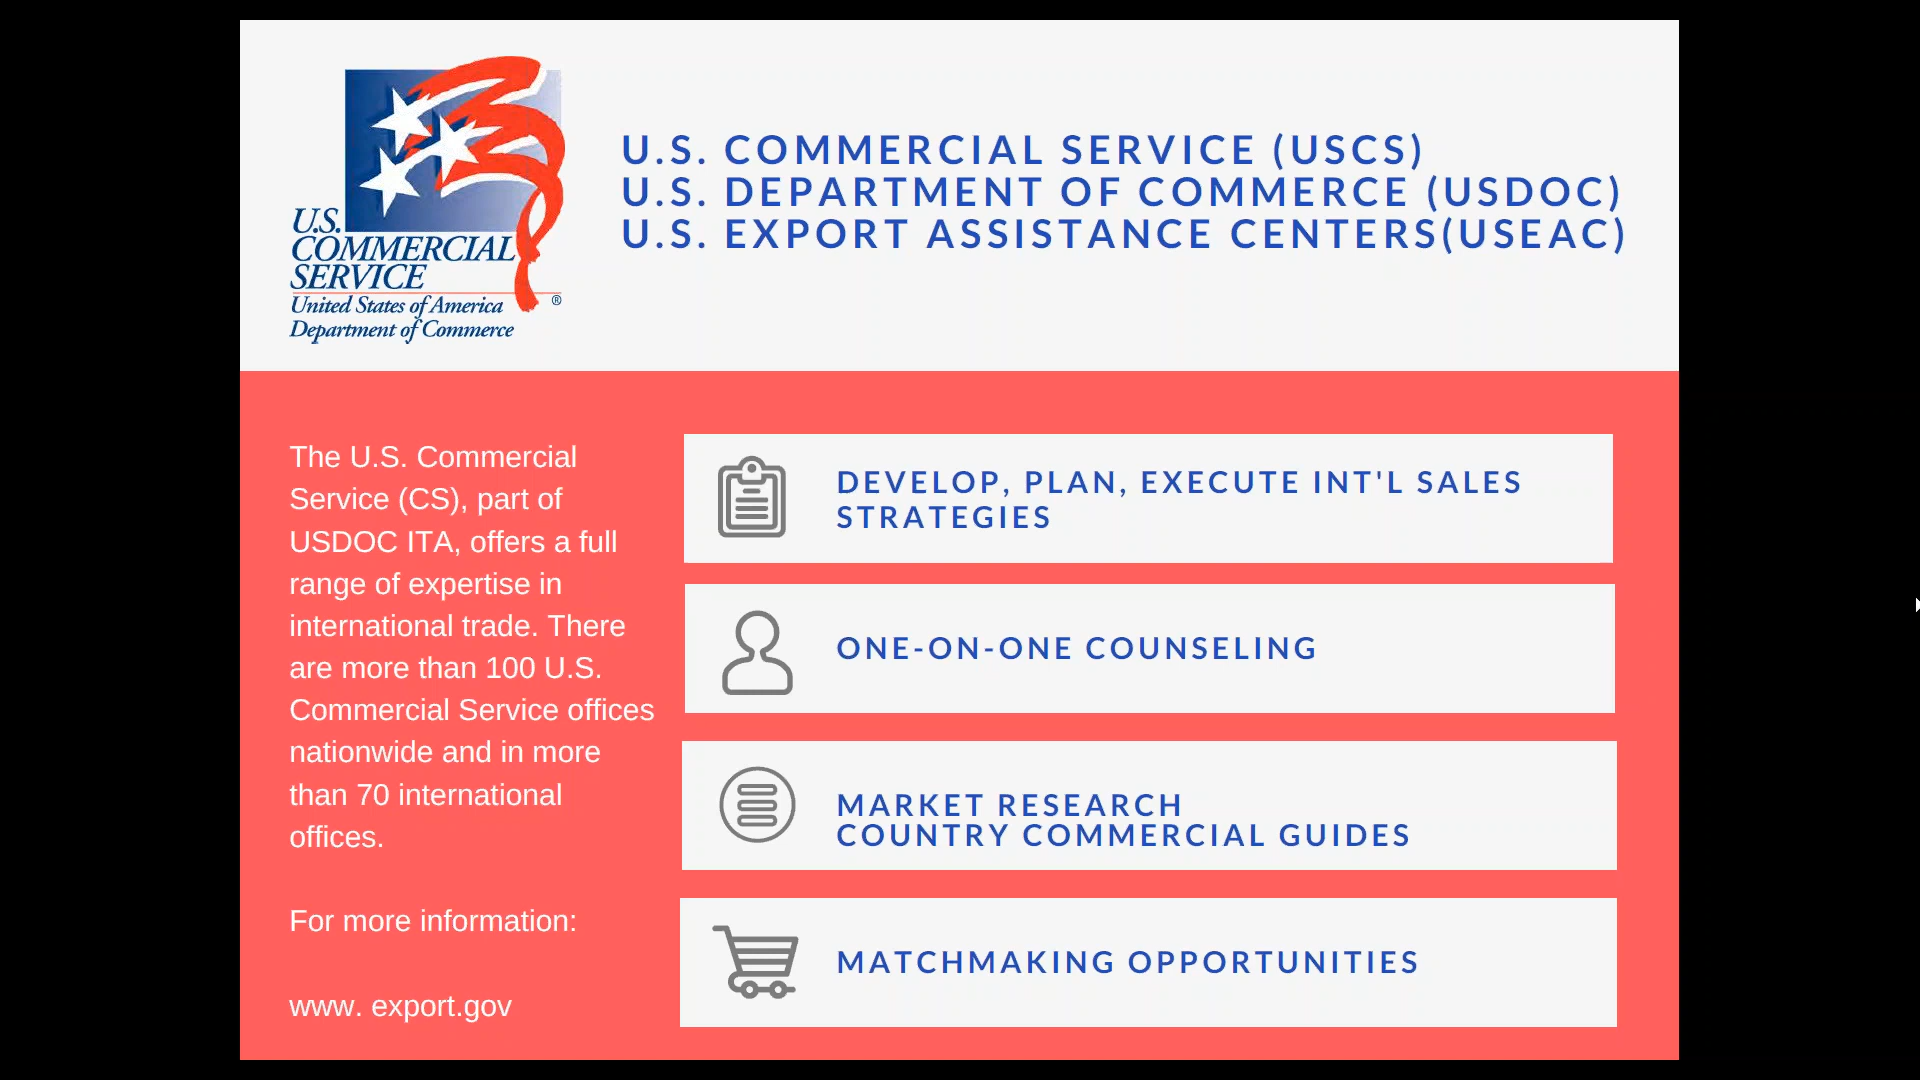 U.S.
COMMERCIAL
SERVICE
®
United States of America
Department of Commerce
U.S. COMMERCIAL SERVICE (USCS)
U.S. DEPARTMENT OF COMMERCE (USDOC)
U.S. EXPORT ASSISTANCE CENTERS(USEAC)
The U.S. Commercial
Service (CS), part of
USDOC ITA, offers a full
range of expertise in
international trade. There
are more than 100 U.S.
Commercial Service offices
nationwide and in more
than 70 international
offices.
For more information:
www. export.gov
DEVELOP, PLAN, EXECUTE INT'L SALES
STRATEGIES
ONE-ON-ONE COUNSELING
MARKET RESEARCH
COUNTRY COMMERCIAL GUIDES
MATCHMAKING OPPORTUNITIES